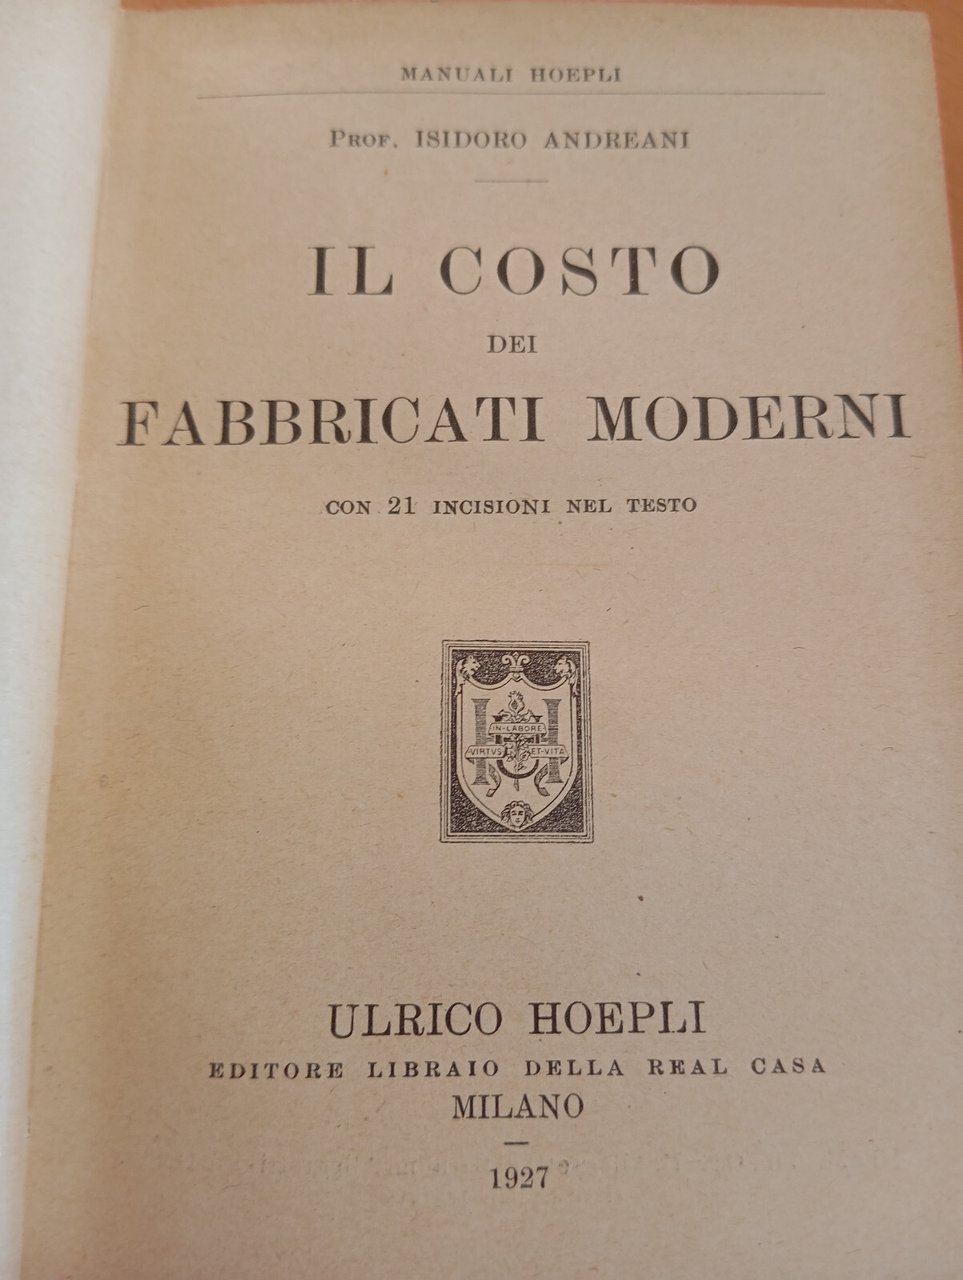 MANUALI HOEPLI
PROF. ISIDORO ANDREANI
IL COSTO
DEI
FABBRICATI MODERNI
CON 21 INCISIONI NEL TESTO
IN·LABORE
VIRTVS ET·VITA
ULRICO HOEPLI
EDITORE LIBRAIO DELLA REAL CASA
MILANO
1927